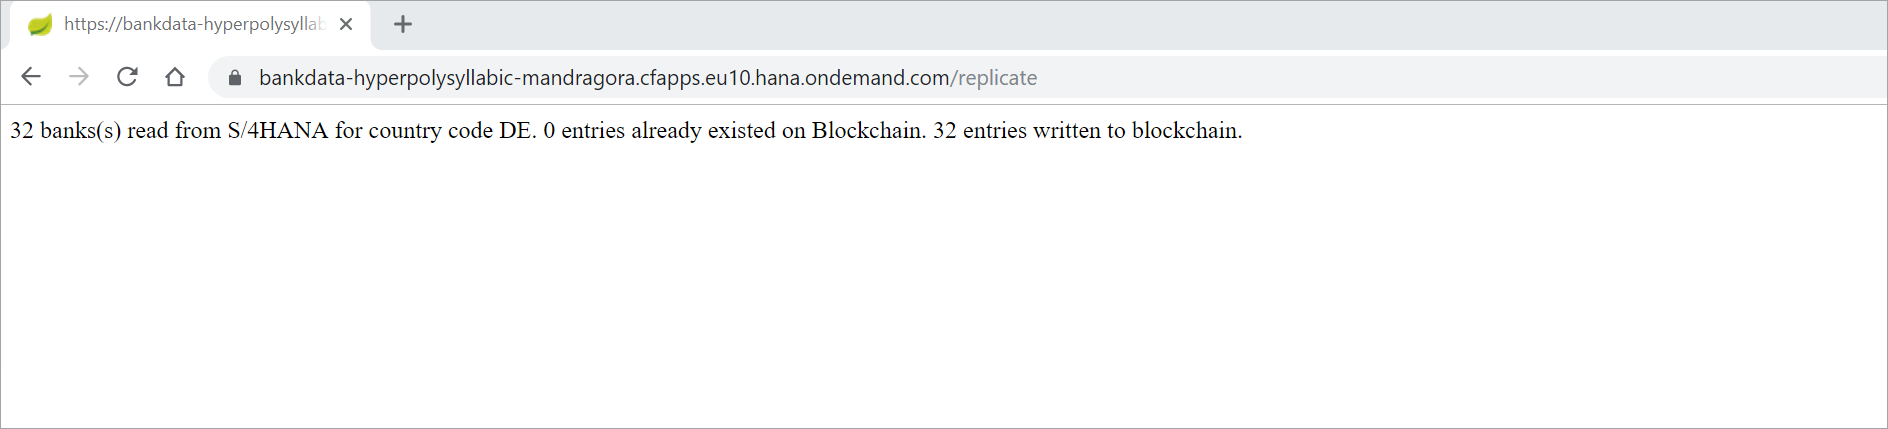 https://bankdata-hyperpolysyllab
bankdata-hyperpolysyllabic-mandragora.cfapps.eu10.hana.ondemand.com/replicate
32 banks(s) read from S/4HANA for country code DE. 0 entries already existed on Blockchain. 32 entries written to blockchain.